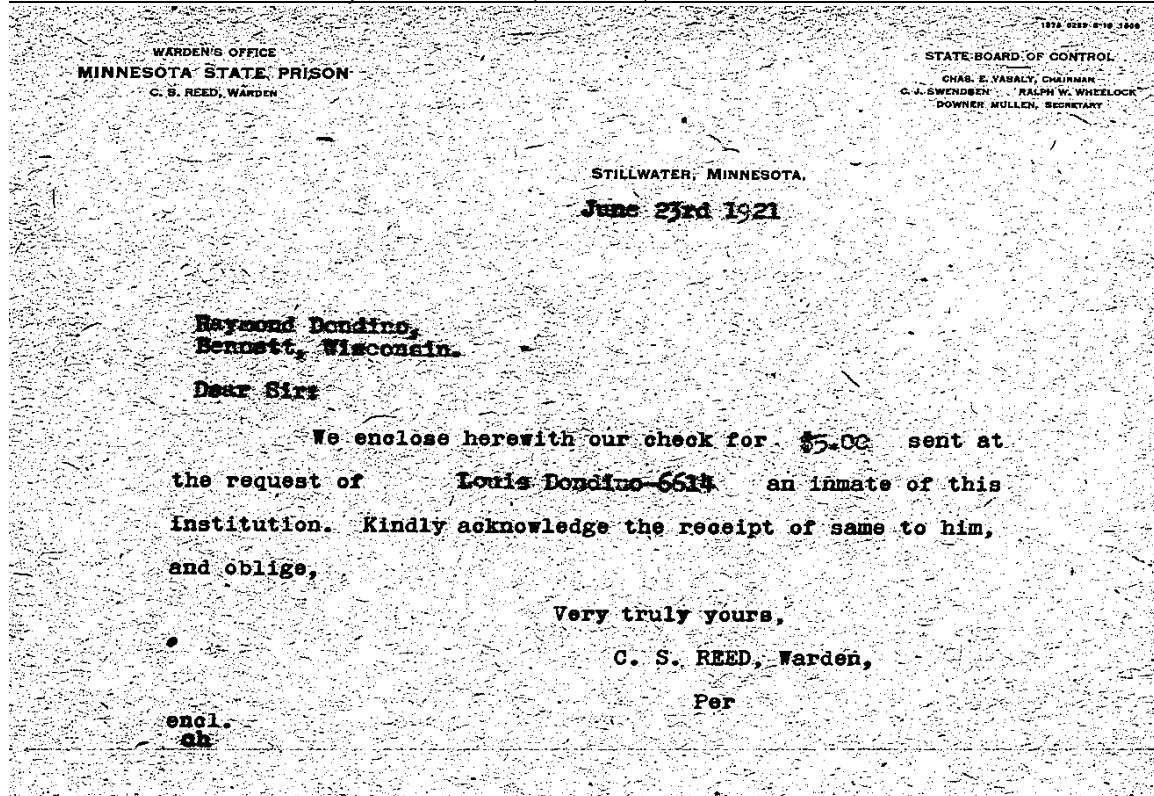 WARDEN'S OFFICE
MINNESOTA STATE PRISON
C. S. REED, WARDEN
STATE BOARD OF CONTROL
CHAS. E. VASALY, CHAIRMAN
C. J. SWENDSEN RALPH W. WHEELOCK
DOWNER MULLEN, SECRETARY
STILLWATER, MINNESOTA,
June 23rd 1921
Raymond Dondino,
Bennett, Wisconsin.
Dear Sir:
We enclose herewith our check for $5.00 sent at
the request of Louis Dondino-6614 an inmate of this
Institution. Kindly acknowledge the receipt of same to him,
and oblige,
Very truly yours,
C. S. REED, Warden,
Per
encl.
ch